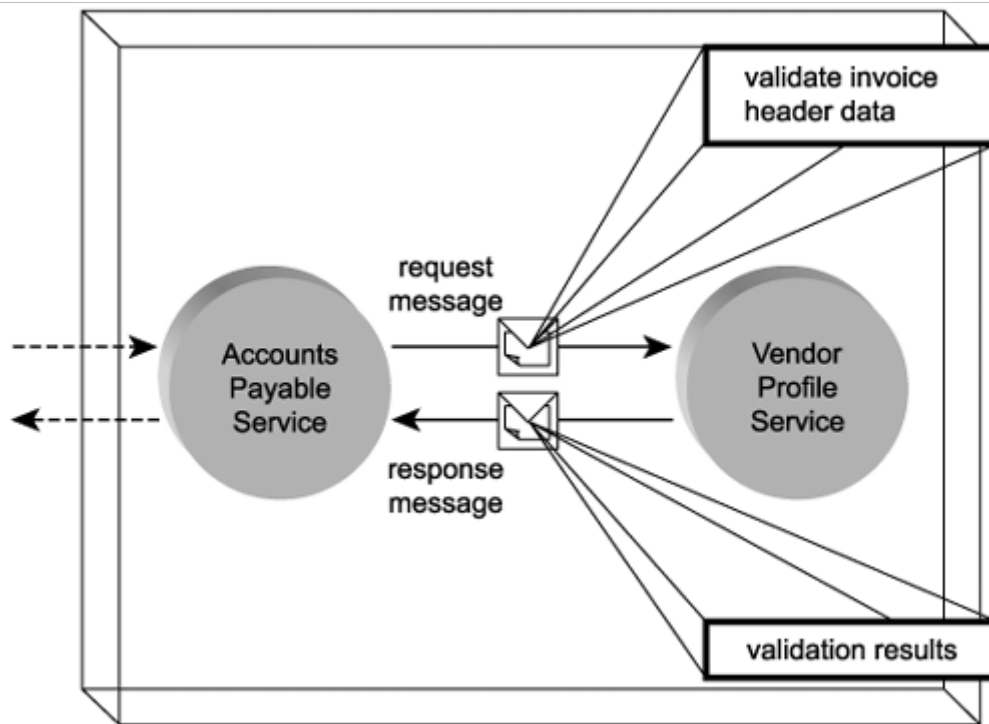 validate invoice
header data
request
message
Accounts
Payable
Service
Vendor
Profile
Service
response
message
validation results